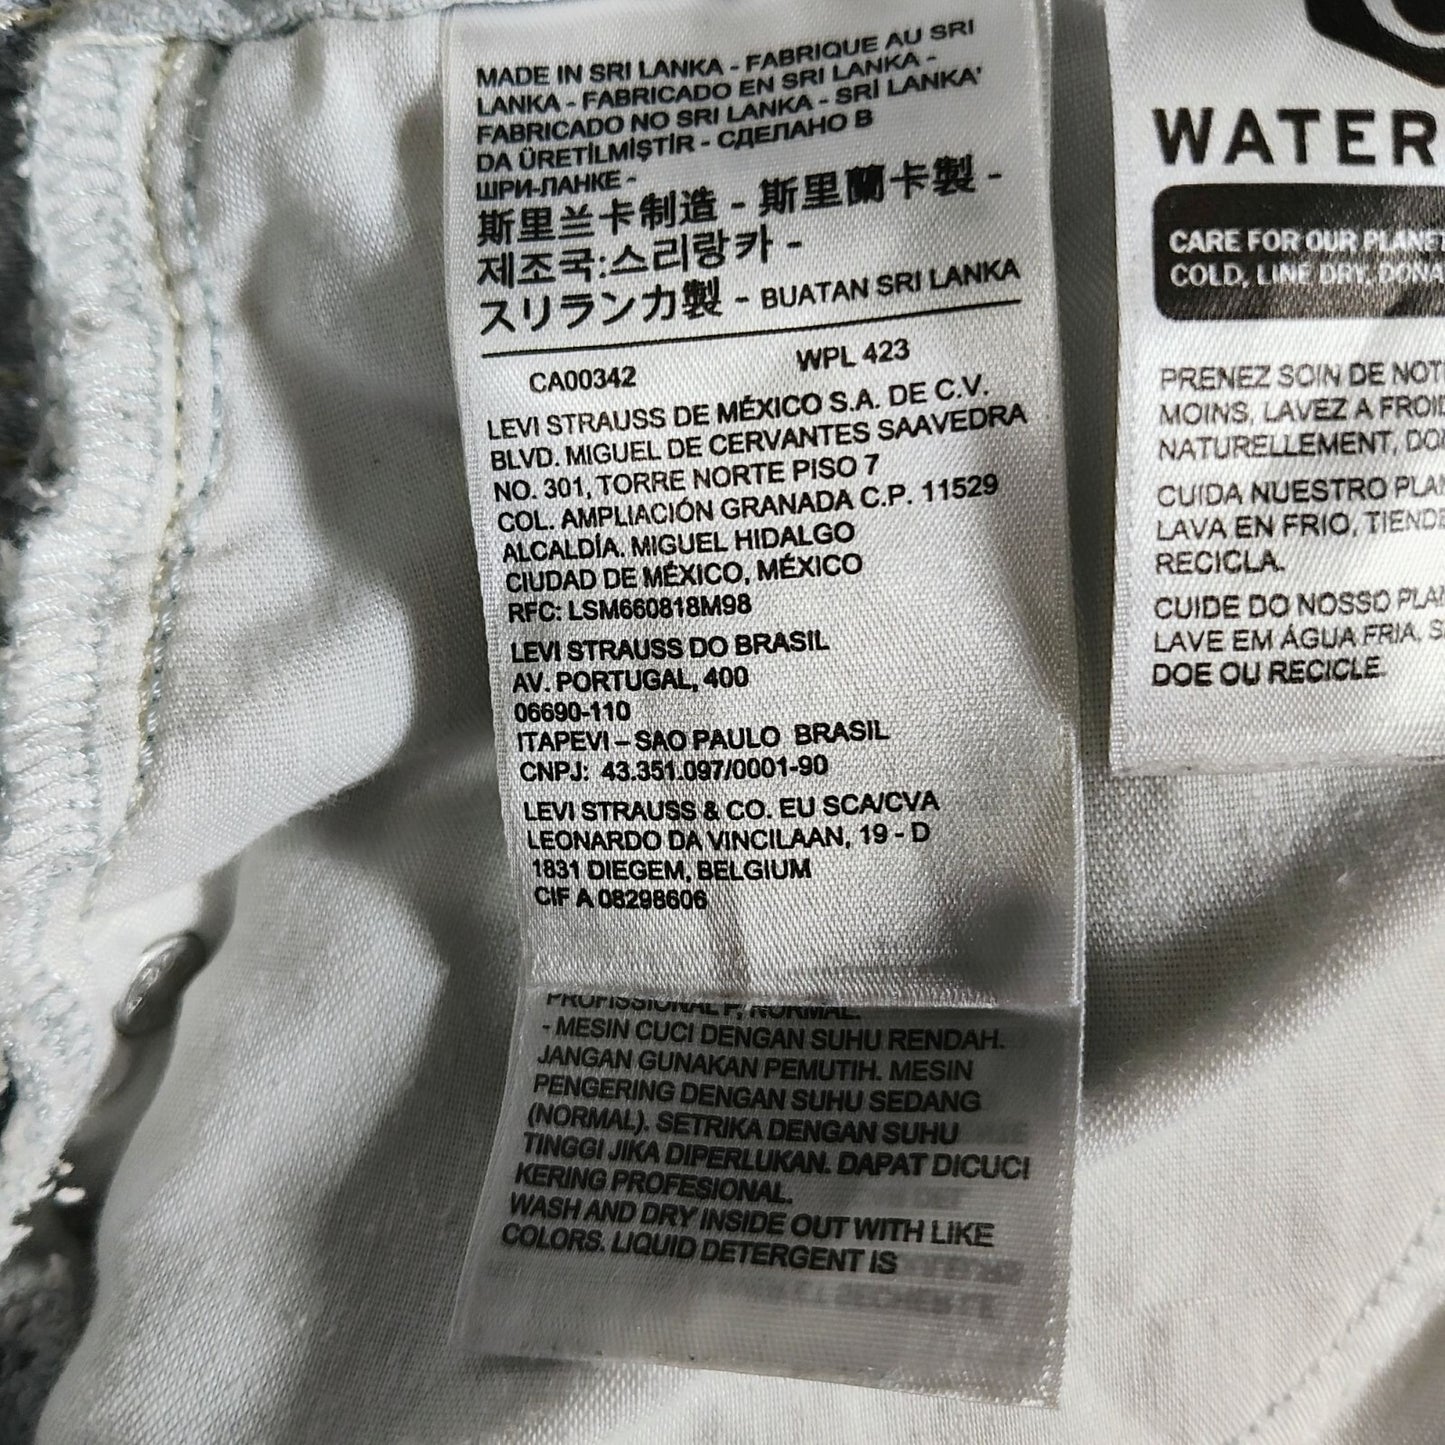 MADE IN SRI LANKA - FABRIQUE AU SRI
LANKA - FABRICADO EN SRI LANKA -
FABRICADO NO SRI LANKA - SRİ LANKA'
DA ÜRETİLMİŞTİR - СДЕЛАНО В
ШРИ-ЛАНКЕ -
斯里兰卡制造 - 斯里蘭卡製 -
제조국:스리랑카 -
スリランカ製 - BUATAN SRI LANKA
CA00342 WPL 423
LEVI STRAUSS DE MÉXICO S.A. DE C.V.
BLVD. MIGUEL DE CERVANTES SAAVEDRA
NO. 301, TORRE NORTE PISO 7
COL. AMPLIACIÓN GRANADA C.P. 11529
ALCALDÍA. MIGUEL HIDALGO
CIUDAD DE MÉXICO, MÉXICO
RFC: LSM660818M98
LEVI STRAUSS DO BRASIL
AV. PORTUGAL, 400
06690-110
ITAPEVI – SAO PAULO BRASIL
CNPJ: 43.351.097/0001-90
LEVI STRAUSS & CO. EU SCA/CVA
LEONARDO DA VINCILAAN, 19 - D
1831 DIEGEM, BELGIUM
CIF A 08298606
PROFISSIONAL P, NORMAL.
- MESIN CUCI DENGAN SUHU RENDAH.
JANGAN GUNAKAN PEMUTIH. MESIN
PENGERING DENGAN SUHU SEDANG
(NORMAL). SETRIKA DENGAN SUHU
TINGGI JIKA DIPERLUKAN. DAPAT DICUCI
KERING PROFESIONAL.
WASH AND DRY INSIDE OUT WITH LIKE
COLORS. LIQUID DETERGENT IS
WATER
CARE FOR OUR PLANET
COLD, LINE DRY, DONA
PRENEZ SOIN DE NOT
MOINS, LAVEZ A FROID
NATURELLEMENT, DO
CUIDA NUESTRO PLAN
LAVA EN FRIO, TIENDE
RECICLA.
CUIDE DO NOSSO PLA
LAVE EM ÁGUA FRIA, S
DOE OU RECICLE.